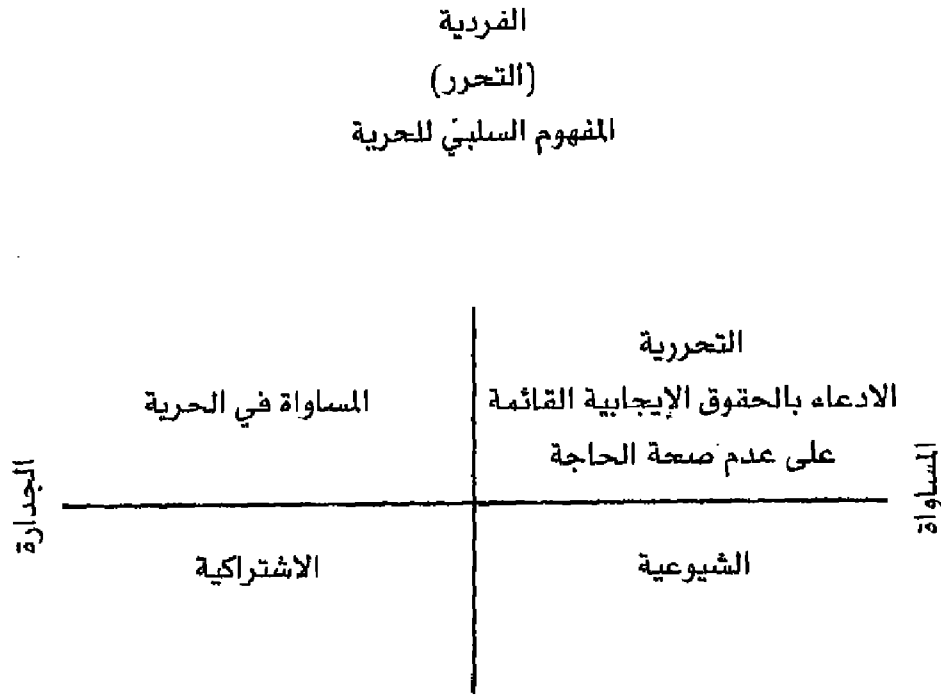 الفردية
(التحرر)
المفهوم السلبيّ للحرية
التحررية
الادعاء بالحقوق الإيجابية القائمة
على عدم صحة الحاجة
المساواة في الحرية
المساواة
الجدارة
الشيوعية
الاشتراكية